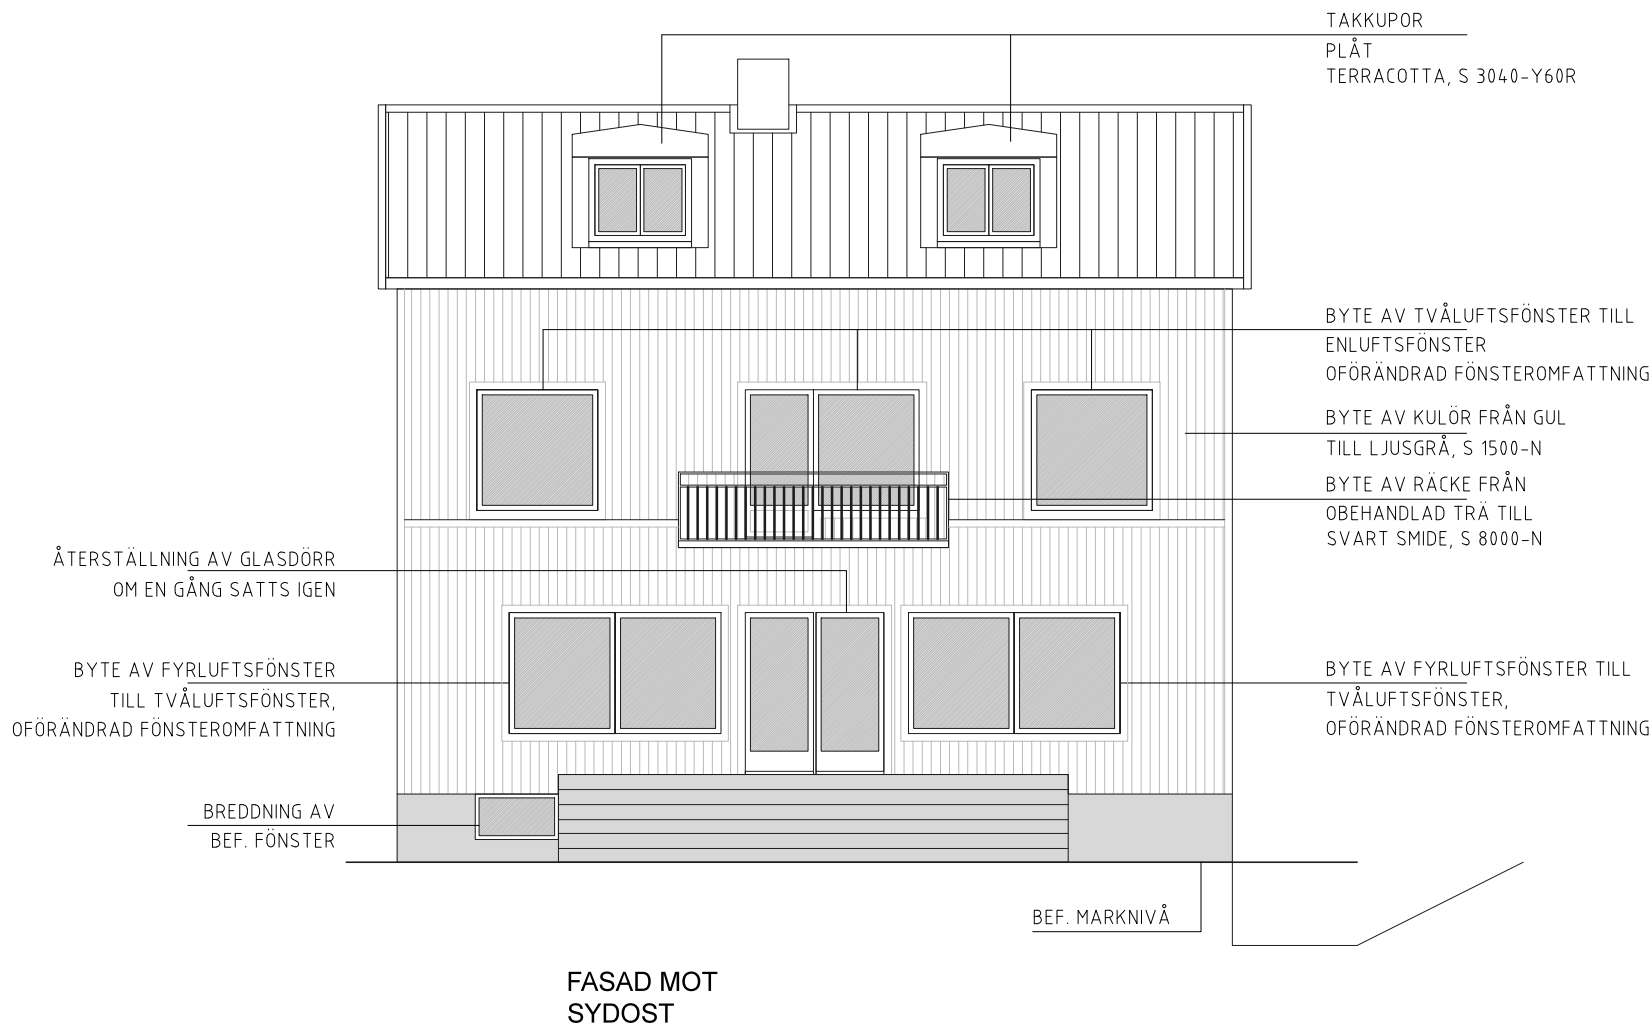 TAKKUPOR
PLÅT
TERRACOTTA, S 3040-Y60R
BYTE AV TVÅLUFTSFÖNSTER TILL
ENLUFTSFÖNSTER
OFÖRÄNDRAD FÖNSTEROMFATTNING
BYTE AV KULÖR FRÅN GUL
TILL LJUSGRÅ, S 1500-N
BYTE AV RÄCKE FRÅN
OBEHANDLAD TRÄ TILL
SVART SMIDE, S 8000-N
ÅTERSTÄLLNING AV GLASDÖRR
OM EN GÅNG SATTS IGEN
BYTE AV FYRLUFTSFÖNSTER
TILL TVÅLUFTSFÖNSTER,
OFÖRÄNDRAD FÖNSTEROMFATTNING
BYTE AV FYRLUFTSFÖNSTER TILL
TVÅLUFTSFÖNSTER,
OFÖRÄNDRAD FÖNSTEROMFATTNING
BREDDNING AV
BEF. FÖNSTER
BEF. MARKNIVÅ
FASAD MOT
SYDOST